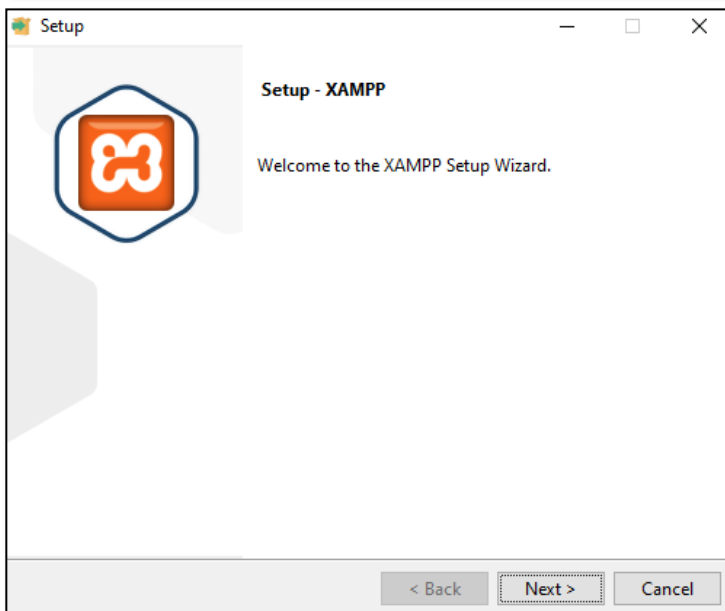 Setup
Setup - XAMPP
Welcome to the XAMPP Setup Wizard.
< Back
Next >
Cancel